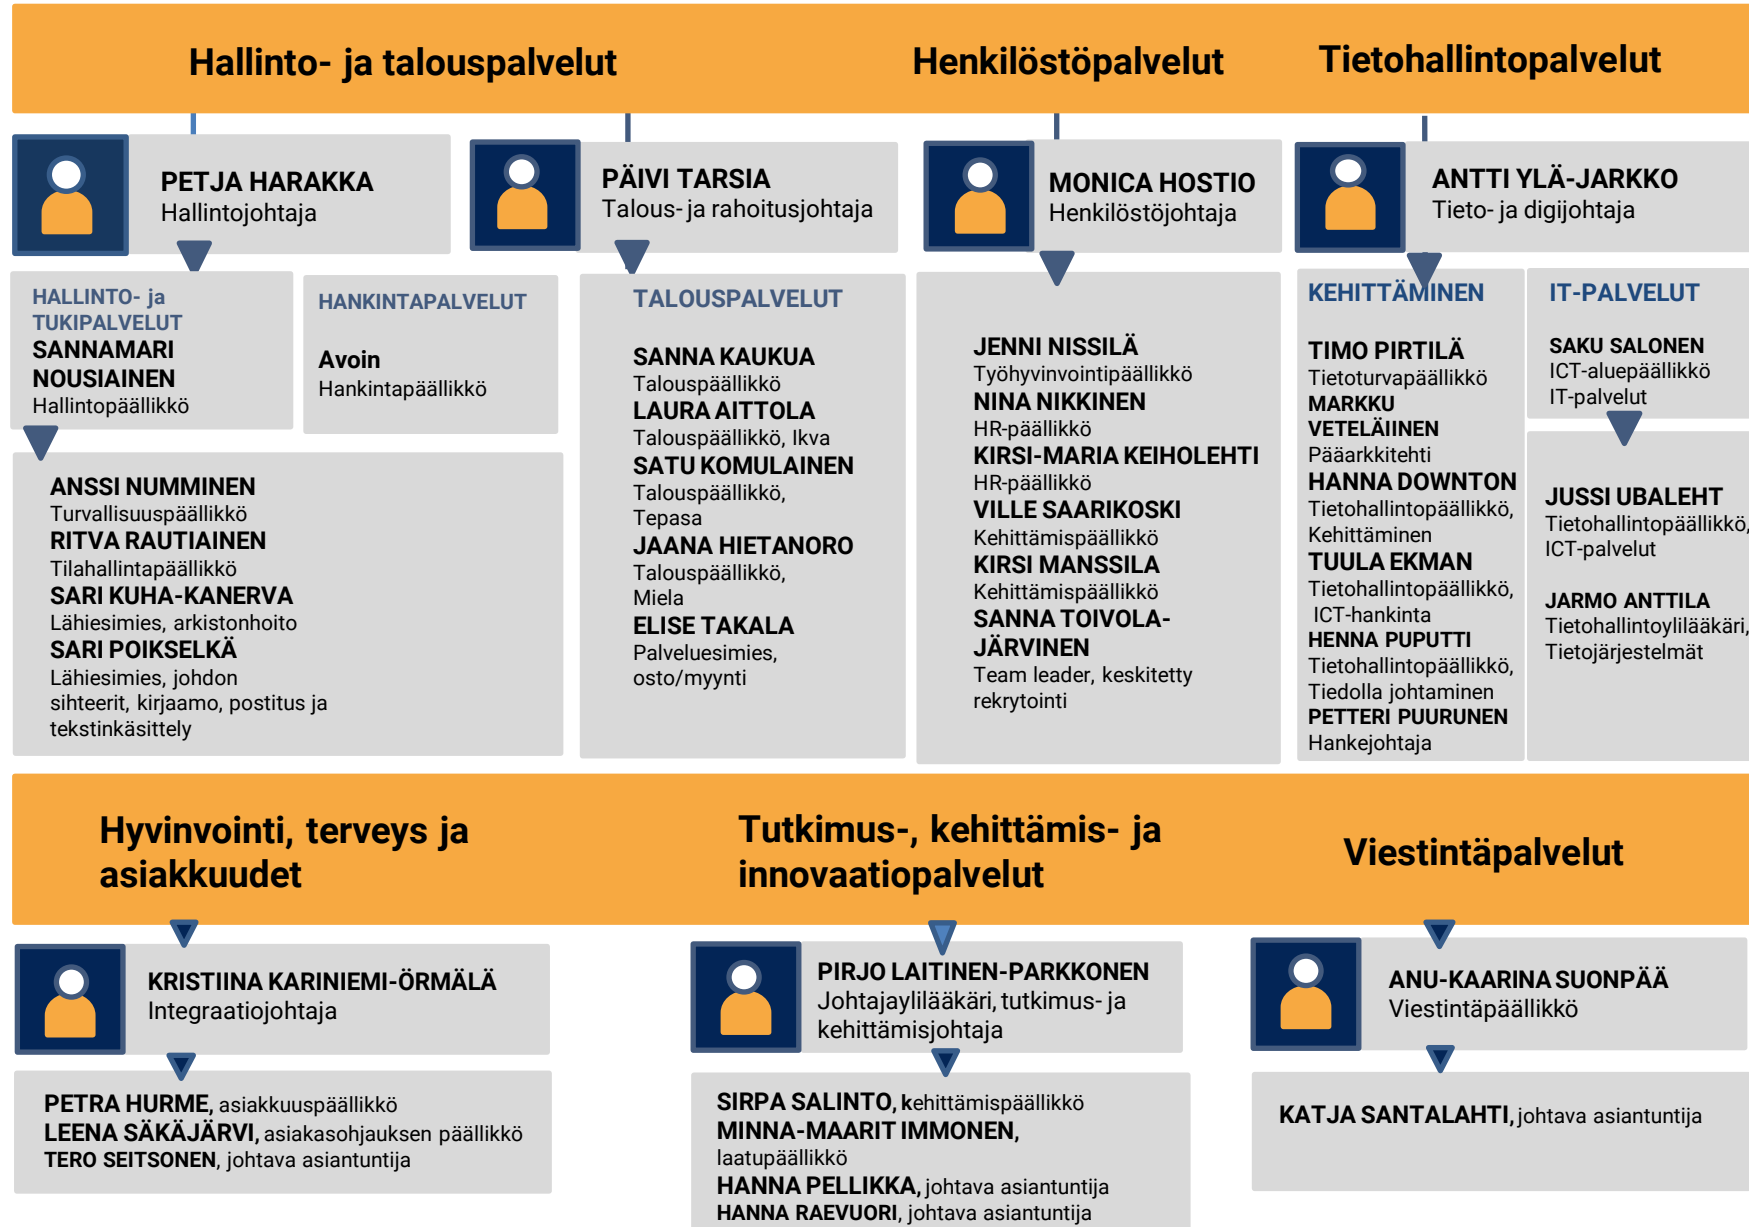 Hallinto- ja talouspalvelut
Henkilöstöpalvelut
Tietohallintopalvelut
PETJA HARAKKA
Hallintojohtaja
PÄIVI TARSIA
Talous- ja rahoitusjohtaja
MONICA HOSTIO
Henkilöstöjohtaja
ANTTI YLÄ-JARKKO
Tieto- ja digijohtaja
HALLINTO- ja
TUKIPALVELUT
SANNAMARI
NOUSIAINEN
Hallintopäällikkö
HANKINTAPALVELUT
Avoin
Hankintapäällikkö
ANSSI NUMMINEN
Turvallisuuspäällikkö
RITVA RAUTIAINEN
Tilahallintapäällikkö
SARI KUHA-KANERVA
Lähiesimies, arkistonhoito
SARI POIKSELKÄ
Lähiesimies, johdon
sihteerit, kirjaamo, postitus ja
tekstinkäsittely
TALOUSPALVELUT
SANNA KAUKUA
Talouspäällikkö
LAURA AITTOLA
Talouspäällikkö, Ikva
SATU KOMULAINEN
Talouspäällikkö,
Tepasa
JAANA HIETANORO
Talouspäällikkö,
Miela
ELISE TAKALA
Palveluesimies,
osto/myynti
JENNI NISSILÄ
Työhyvinvointipäällikkö
NINA NIKKINEN
HR-päällikkö
KIRSI-MARIA KEIHOLEHTI
HR-päällikkö
VILLE SAARIKOSKI
Kehittämispäällikkö
KIRSI MANSSILA
Kehittämispäällikkö
SANNA TOIVOLA-
JÄRVINEN
Team leader, keskitetty
rekrytointi
KEHITTÄMINEN
TIMO PIRTILÄ
Tietoturvapäällikkö
MARKKU
VETELÄIINEN
Pääarkkitehti
HANNA DOWNTON
Tietohallintopäällikkö,
Kehittäminen
TUULA EKMAN
Tietohallintopäällikkö,
ICT-hankinta
HENNA PUPUTTI
Tietohallintopäällikkö,
Tiedolla johtaminen
PETTERI PUURUNEN
Hankejohtaja
IT-PALVELUT
SAKU SALONEN
ICT-aluepäällikkö
IT-palvelut
JUSSI UBALEHT
Tietohallintopäällikkö,
ICT-palvelut
JARMO ANTTILA
Tietohallintoylilääkäri,
Tietojärjestelmät
Hyvinvointi, terveys ja
asiakkuudet
Tutkimus-, kehittämis- ja
innovaatiopalvelut
Viestintäpalvelut
KRISTIINA KARINIEMI-ÖRMÄLÄ
Integraatiojohtaja
PIRJO LAITINEN-PARKKONEN
Johtajaylilääkäri, tutkimus- ja
kehittämisjohtaja
ANU-KAARINA SUONPÄÄ
Viestintäpäällikkö
PETRA HURME, asiakkuuspäällikkö
LEENA SÄKÄJÄRVI, asiakasohjauksen päällikkö
TERO SEITSONEN, johtava asiantuntija
SIRPA SALINTO, kehittämispäällikkö
MINNA-MAARIT IMMONEN,
laatupäällikkö
HANNA PELLIKKA, johtava asiantuntija
HANNA RAEVUORI, johtava asiantuntija
KATJA SANTALAHTI, johtava asiantuntija